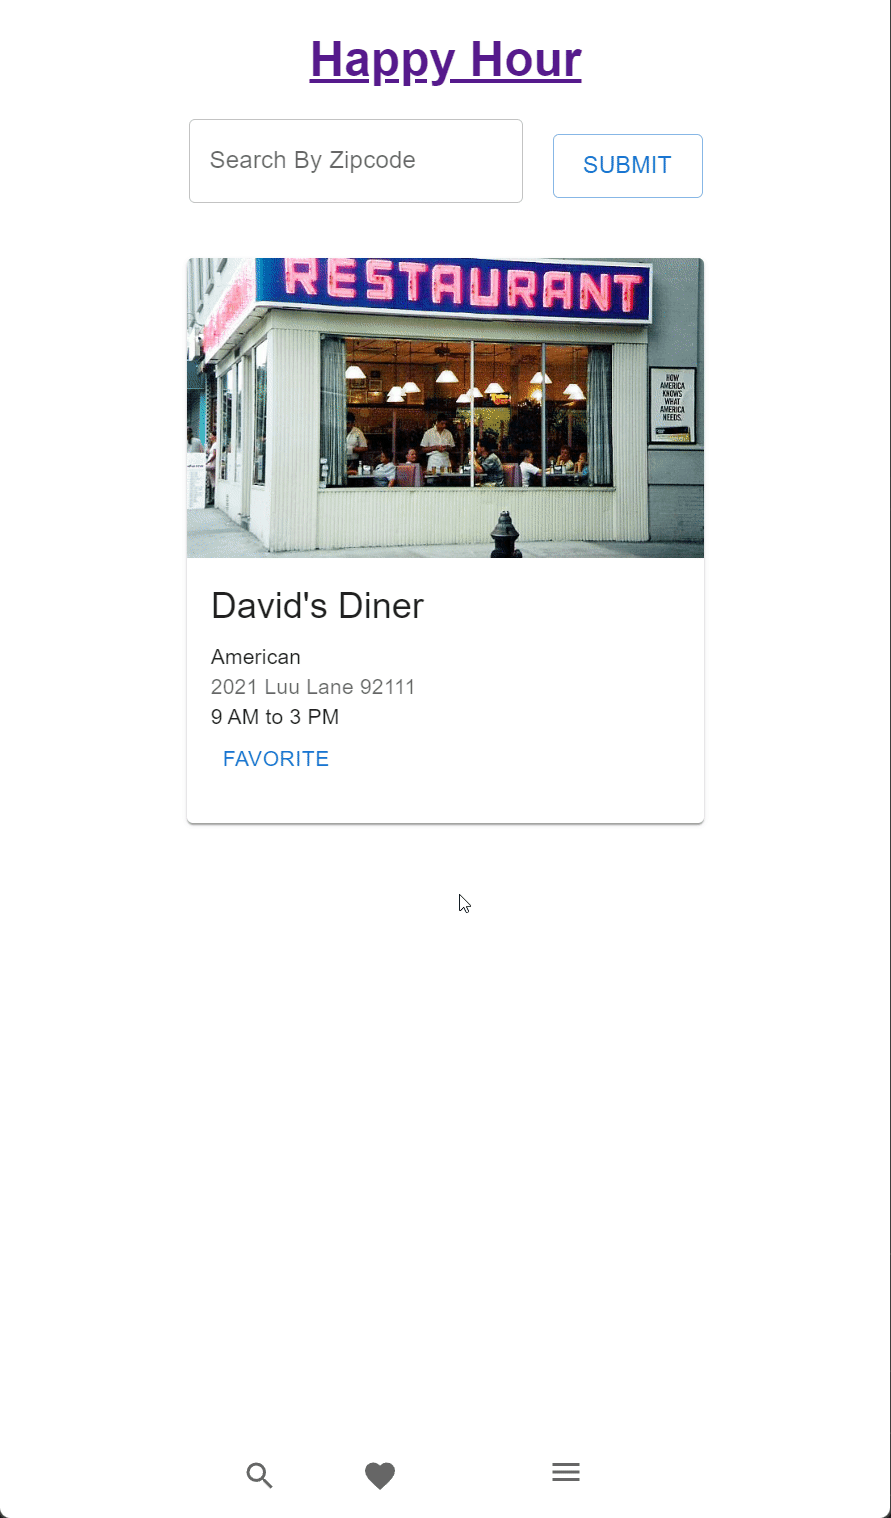 Happy Hour
Search By Zipcode
SUBMIT
RESTAURANT
HOW
AMERICA
KNOWS
WHAT
AMERICA
NEEDS.
David's Diner
American
2021 Luu Lane 92111
9 AM to 3 PM
FAVORITE